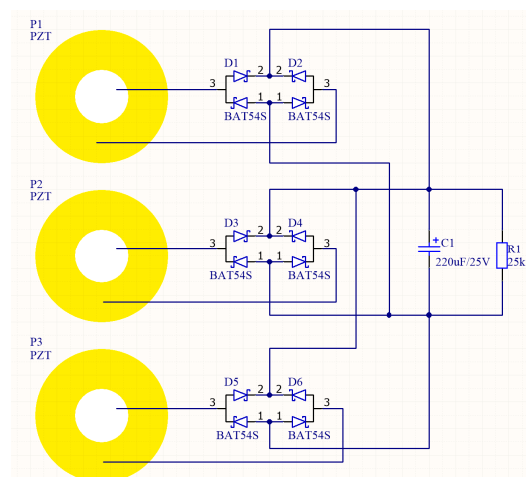 P1
PZT
D1
D2
3
2
2
3
1
1
BAT54S
BAT54S
P2
PZT
D3
D4
3
2
2
3
1
1
BAT54S
BAT54S
+
C1
220uF/25V
R1
25k
P3
PZT
D5
D6
3
2
2
3
1
1
BAT54S
BAT54S